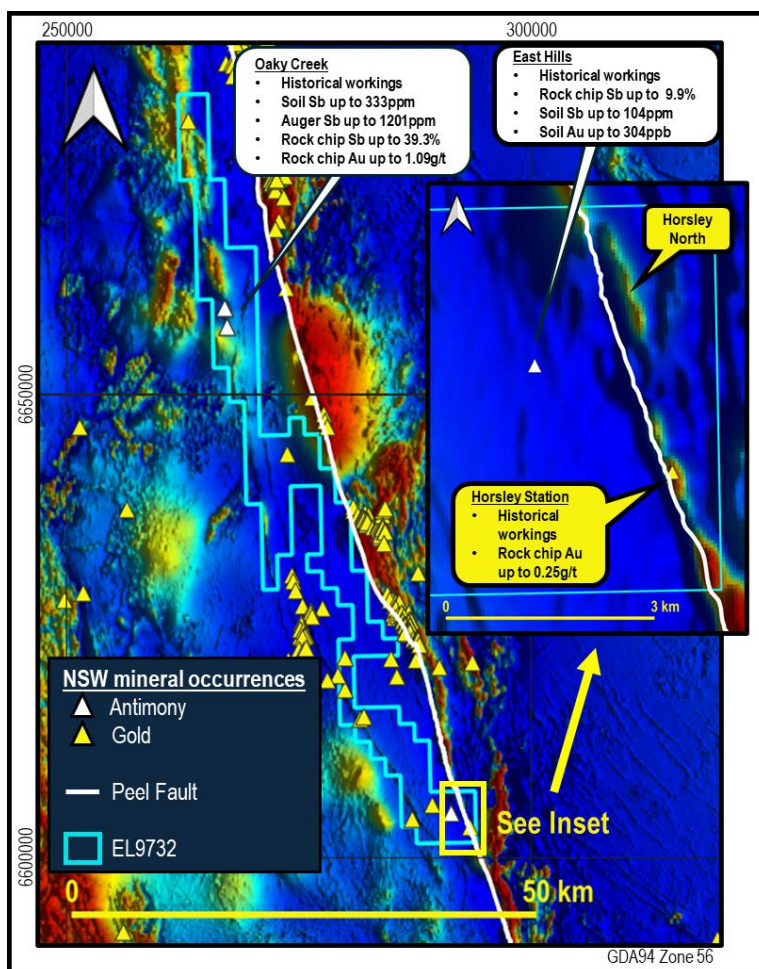 250000
300000
Oaky Creek
• Historical workings
• Soil Sb up to 333ppm
• Auger Sb up to 1201ppm
• Rock chip Sb up to 39.3%
• Rock chip Au up to 1.09g/t
East Hills
• Historical workings
• Rock chip Sb up to 9.9%
• Soil Sb up to 104ppm
• Soil Au up to 304ppb
Horsley
North
6650000
Horsley Station
• Historical
workings
• Rock chip Au
up to 0.25g/t
0
3 km
NSW mineral occurrences
Antimony
Gold
Peel Fault
EL9732
See Inset
6600000
0
50 km
GDA94 Zone 56